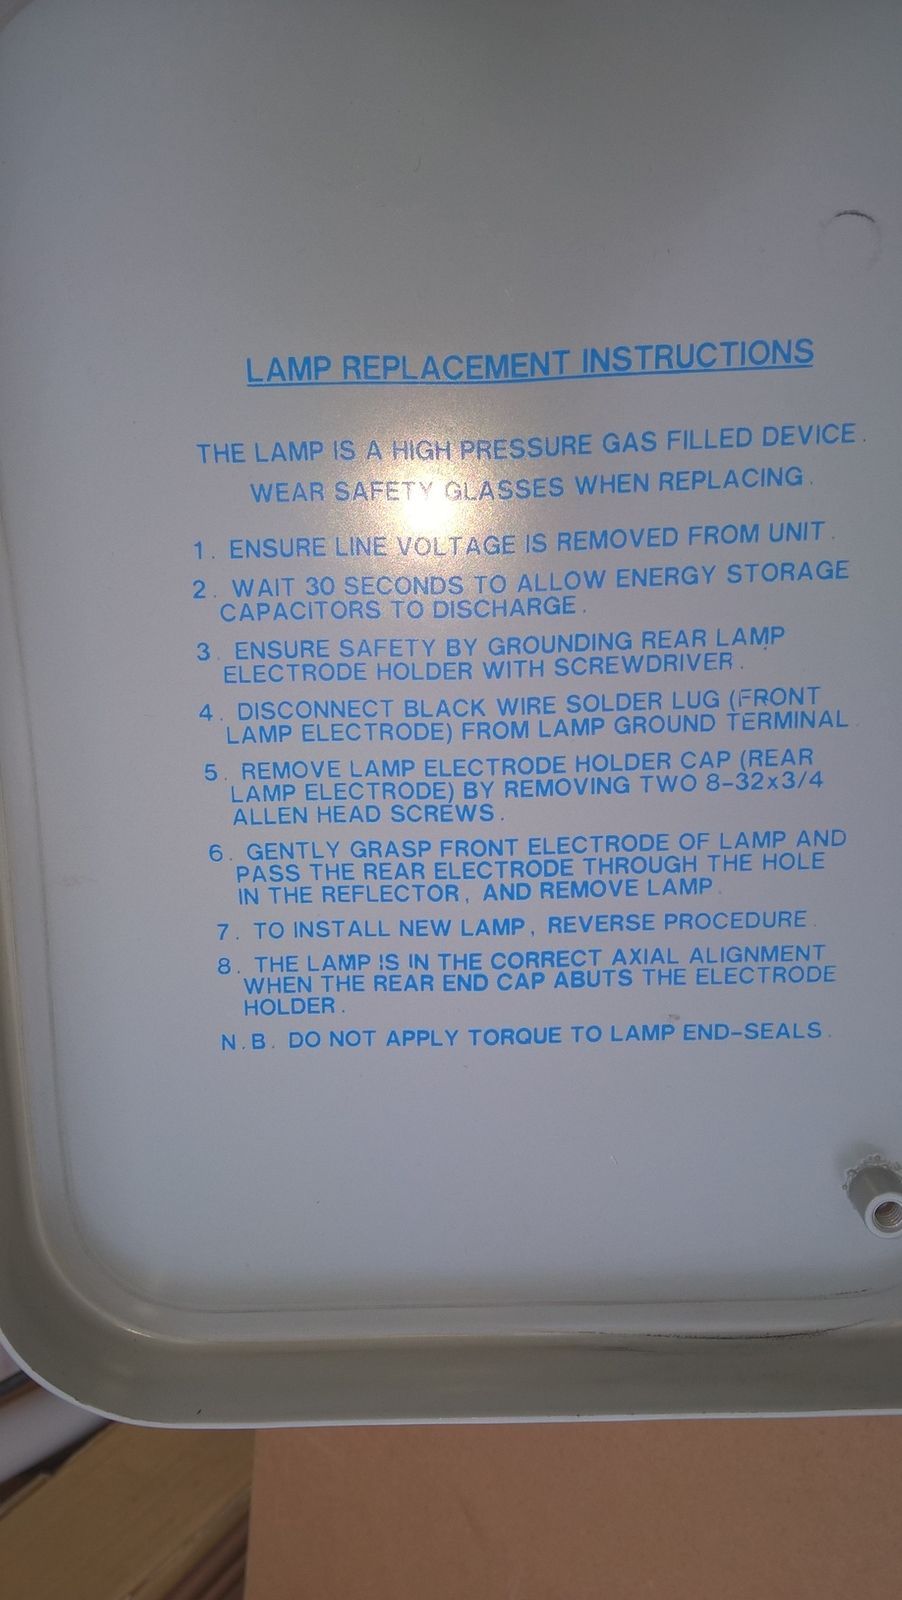 LAMP REPLACEMENT INSTRUCTIONS
THE LAMP IS A HIGH PRESSURE GAS FILLED DEVICE.
WEAR SAFETY GLASSES WHEN REPLACING.
1. ENSURE LINE VOLTAGE IS REMOVED FROM UNIT.
2. WAIT 30 SECONDS TO ALLOW ENERGY STORAGE
CAPACITORS TO DISCHARGE.
3. ENSURE SAFETY BY GROUNDING REAR LAMP
ELECTRODE HOLDER WITH SCREWDRIVER.
4. DISCONNECT BLACK WIRE SOLDER LUG (FRONT
LAMP ELECTRODE) FROM LAMP GROUND TERMINAL.
5. REMOVE LAMP ELECTRODE HOLDER CAP (REAR
LAMP ELECTRODE) BY REMOVING TWO 8-32x3/4
ALLEN HEAD SCREWS.
6. GENTLY GRASP FRONT ELECTRODE OF LAMP AND
PASS THE REAR ELECTRODE THROUGH THE HOLE
IN THE REFLECTOR, AND REMOVE LAMP.
7. TO INSTALL NEW LAMP, REVERSE PROCEDURE.
8. THE LAMP IS IN THE CORRECT AXIAL ALIGNMENT
WHEN THE REAR END CAP ABUTS THE ELECTRODE
HOLDER.
N.B. DO NOT APPLY TORQUE TO LAMP END-SEALS.